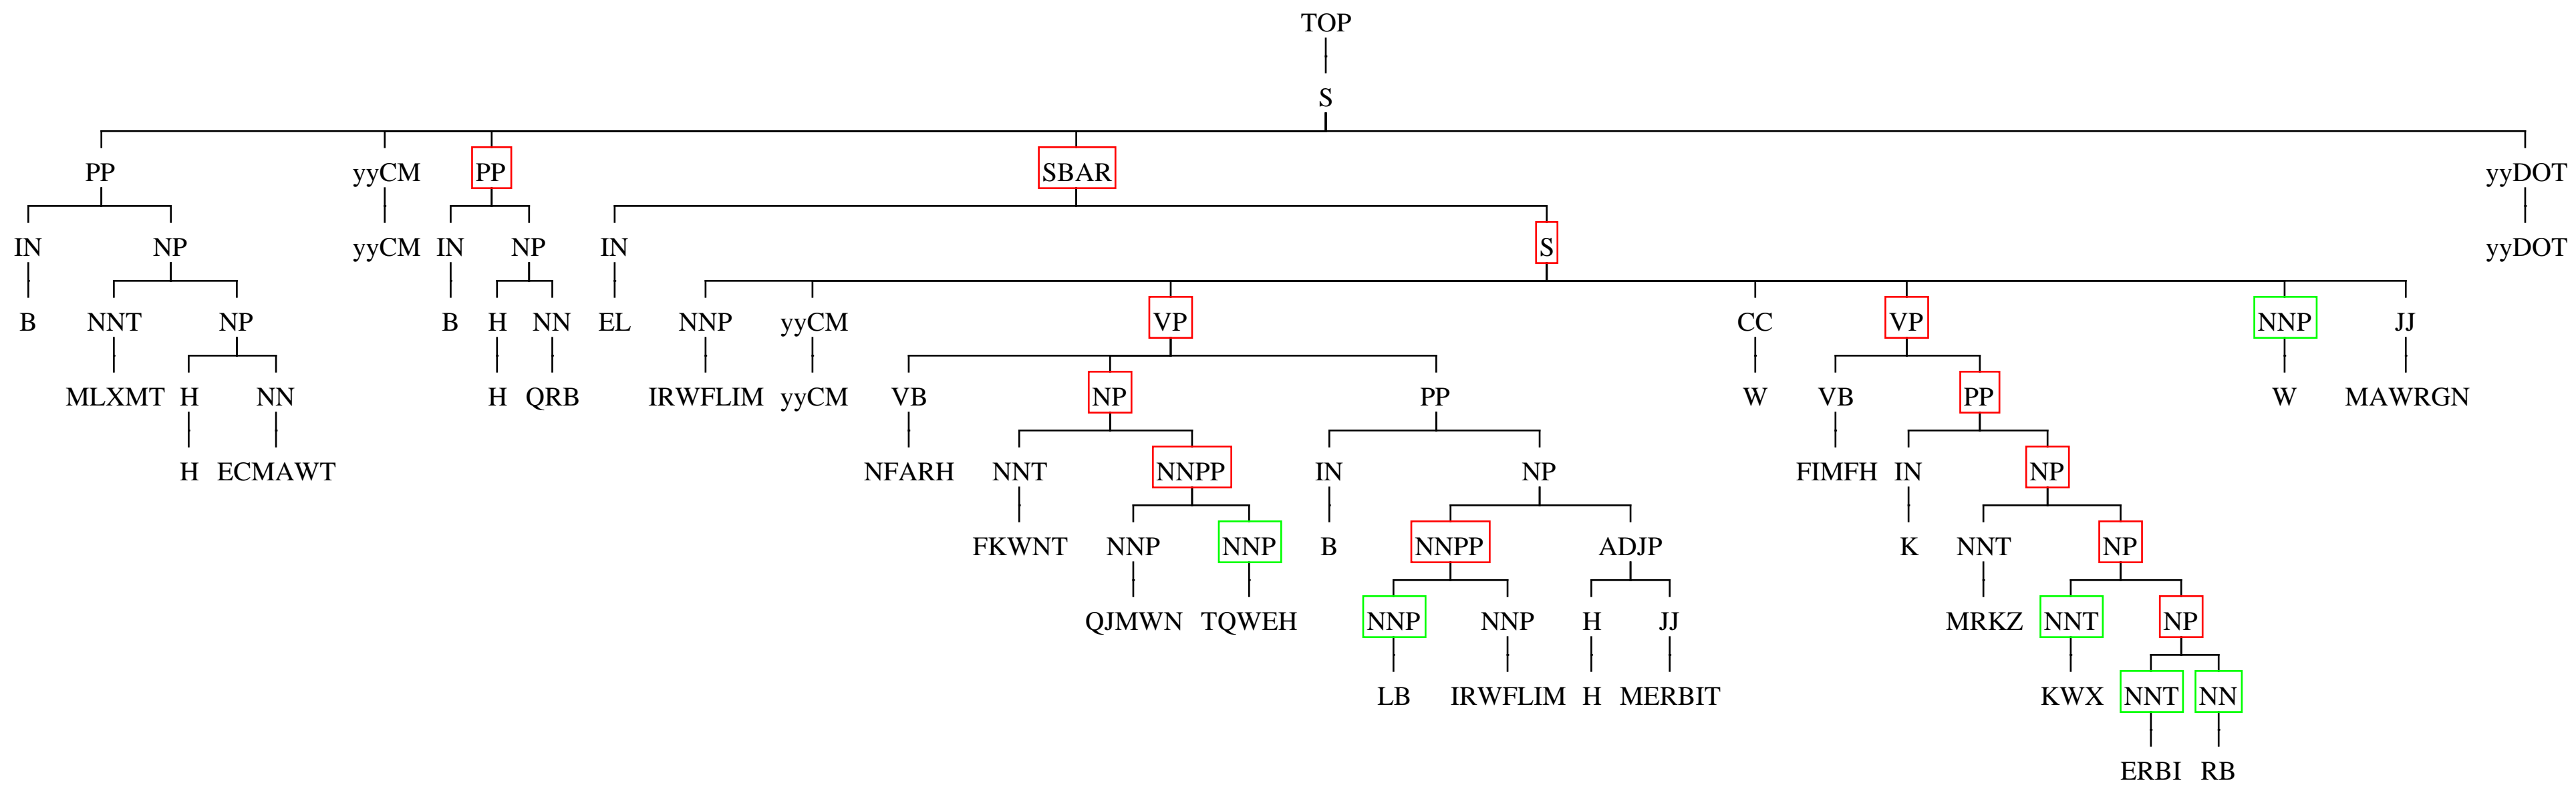 TOP
S
PP yyCM PP SBAR yyDOT
IN NP yyCM IN NP IN S yyDOT
B NNT NP B H NN EL NNP yyCM VP CC VP NNP JJ
MLXMT H NN H QRB IRWFLIM yyCM VB NP PP W VB PP W MAWRGN
H ECMAWT NFARH NNT NNPP IN NP FIMFH IN NP
FKWNT NNP NNP B NNPP ADJP K NNT NP
QJMWN TQWEH NNP NNP H JJ MRKZ NNT NP
LB IRWFLIM H MERBIT KWX NNT NN
ERBI RB